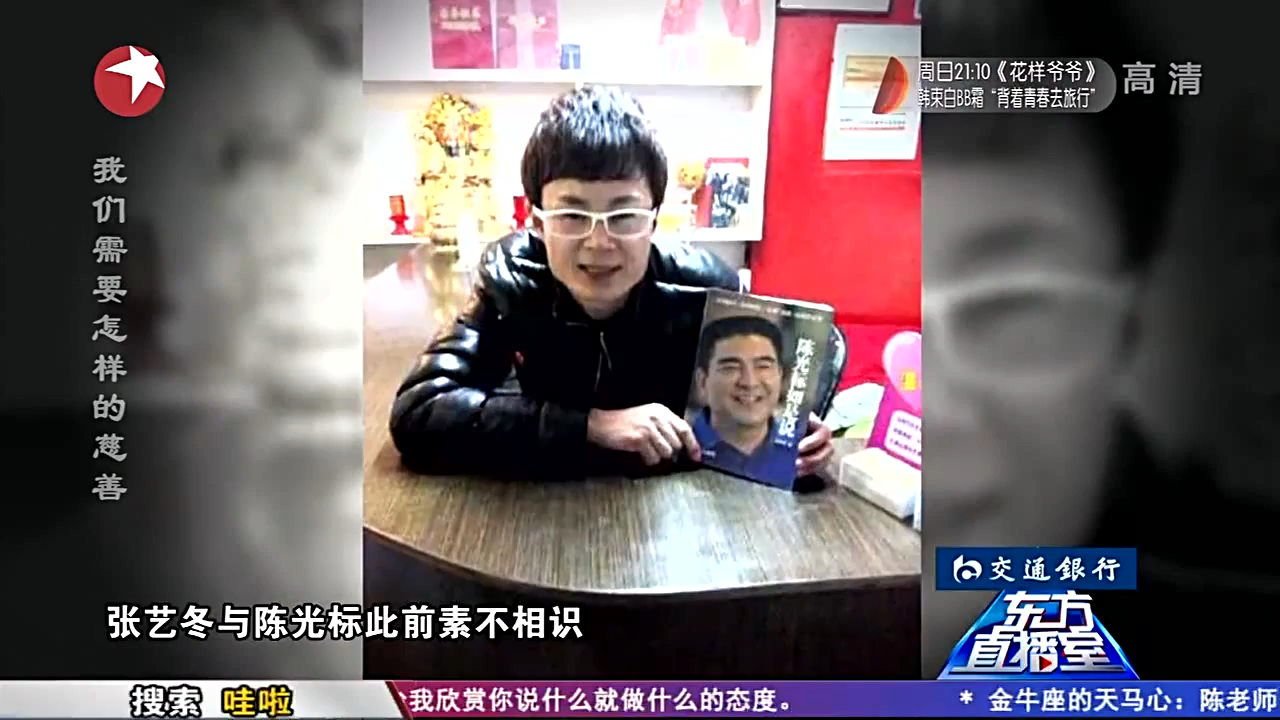 周日21:10《花样爷爷》
韩束白BB霜 "背着青春去旅行"
高清
我们需要怎样的慈善
陈光标如是说
张艺冬与陈光标此前素不相识
交通銀行
东方
直播室
搜索 哇啦
我欣赏你说什么就做什么的态度。
* 金牛座的天马心：陈老师